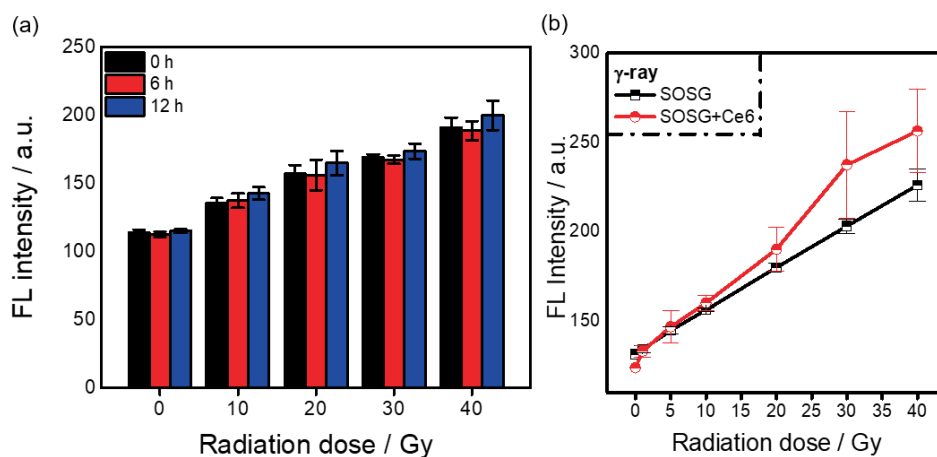 (a)
250
200
150
100
50
0
FL intensity / a.u.
0 h
6 h
12 h
0 10 20 30 40
Radiation dose / Gy
(b)
300
250
200
150
FL Intensity / a.u.
γ-ray
SOSG
SOSG+Ce6
0 5 10 15 20 25 30 35 40
Radiation dose / Gy